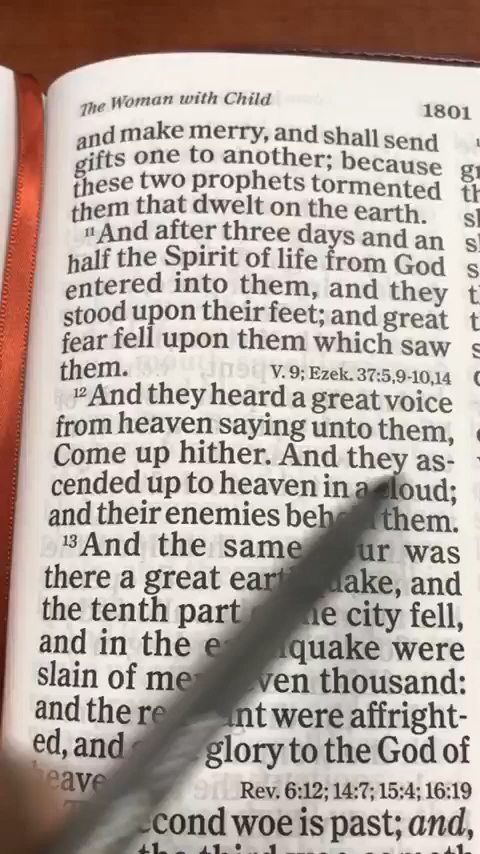 The Woman with Child 1801
and make merry, and shall send
gifts one to another; because
these two prophets tormented
them that dwelt on the earth.
11 And after three days and an
half the Spirit of life from God
entered into them, and they
stood upon their feet; and great
fear fell upon them which saw
them. V. 9; Ezek. 37:5,9-10,14
12 And they heard a great voice
from heaven saying unto them,
Come up hither. And they as-
cended up to heaven in a cloud;
and their enemies them.
13 And the same was
there a great and
the tenth part city fell,
and in the were
slain of thousand:
and the were affright-
ed, and glory to the God of
Rev. 6:12; 14:7; 15:4; 16:19
woe is past; and,